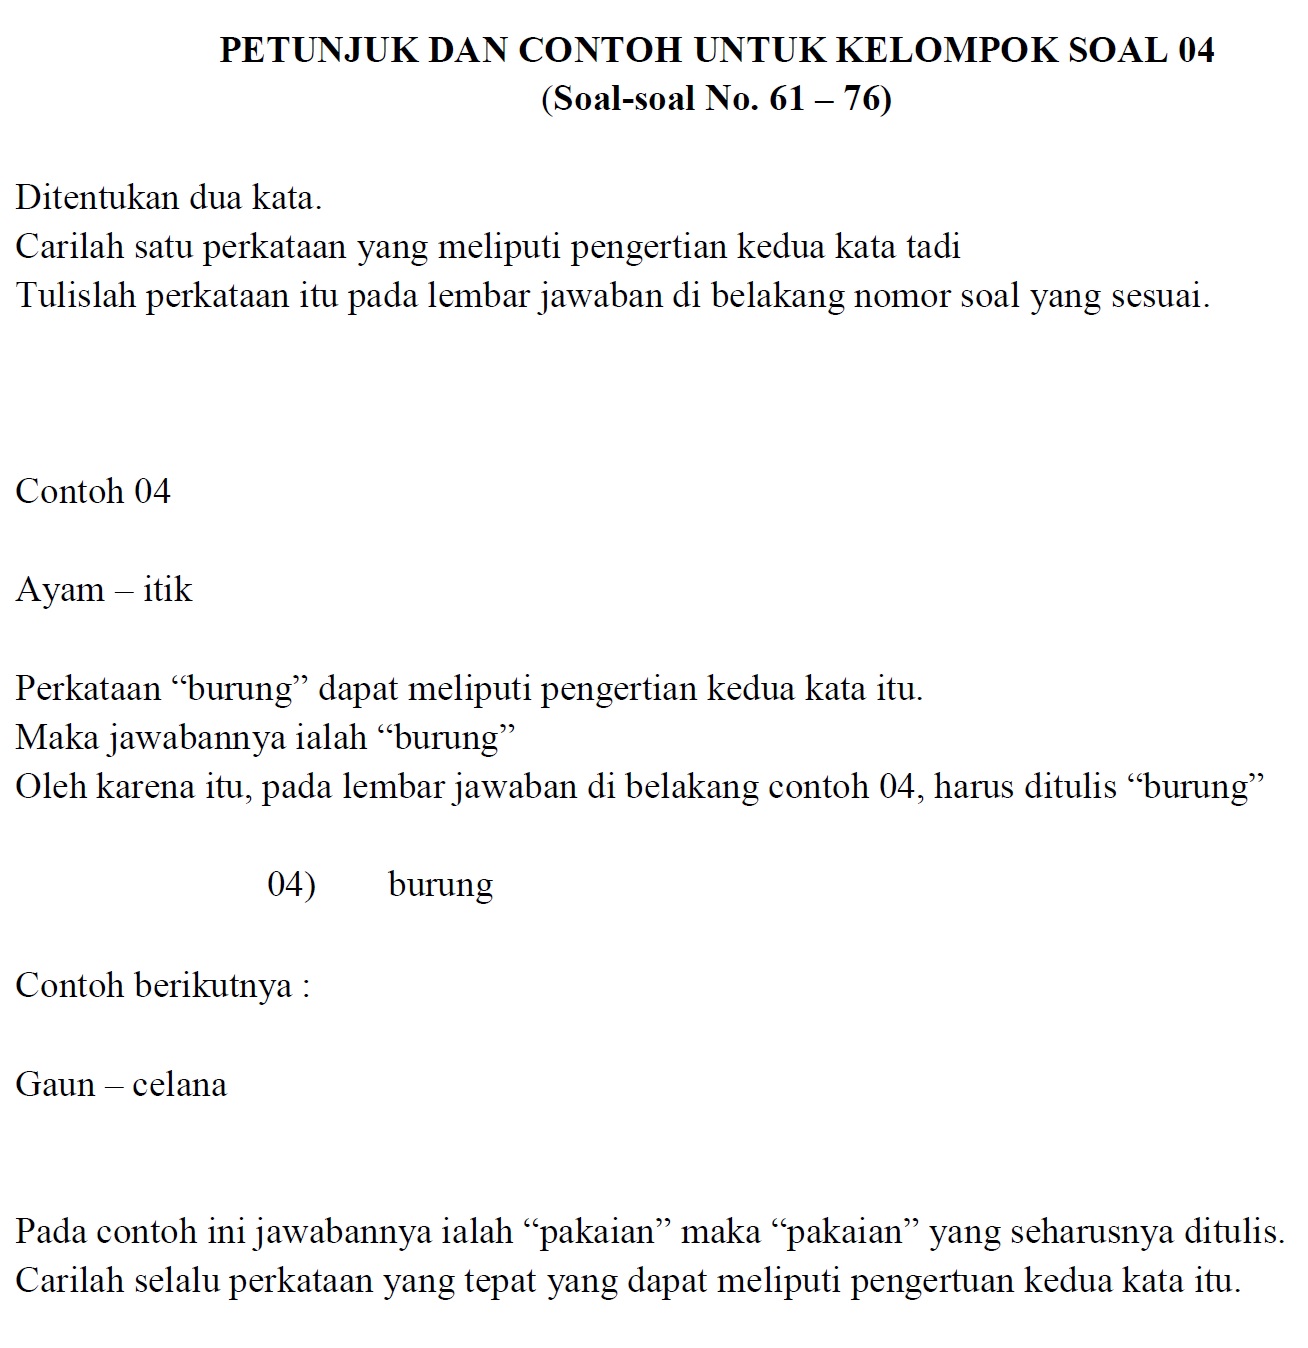 PETUNJUK DAN CONTOH UNTUK KELOMPOK SOAL 04
(Soal-soal No. 61 – 76)
Ditentukan dua kata.
Carilah satu perkataan yang meliputi pengertian kedua kata tadi
Tulislah perkataan itu pada lembar jawaban di belakang nomor soal yang sesuai.
Contoh 04
Ayam – itik
Perkataan “burung” dapat meliputi pengertian kedua kata itu.
Maka jawabannya ialah “burung”
Oleh karena itu, pada lembar jawaban di belakang contoh 04, harus ditulis “burung”
04) burung
Contoh berikutnya :
Gaun – celana
Pada contoh ini jawabannya ialah “pakaian” maka “pakaian” yang seharusnya ditulis.
Carilah selalu perkataan yang tepat yang dapat meliputi pengertuan kedua kata itu.